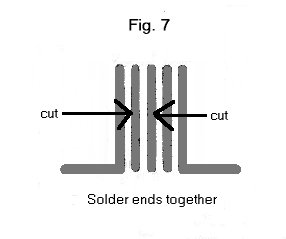 Fig. 7
cut
cut
Solder ends together